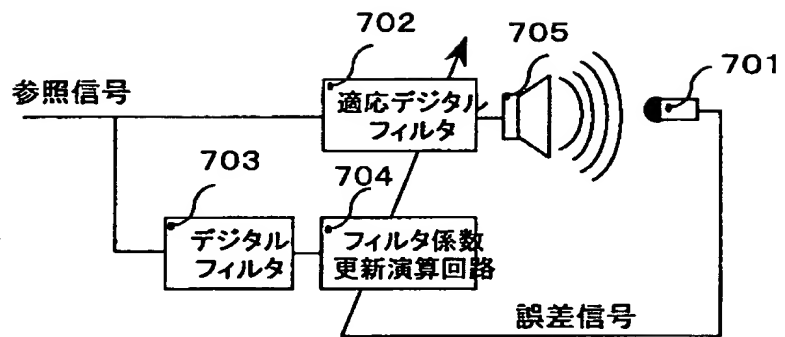 702
705
701
参照信号
適応デジタル
フィルタ
703
704
デジタル
フィルタ
フィルタ係数
更新演算回路
誤差信号